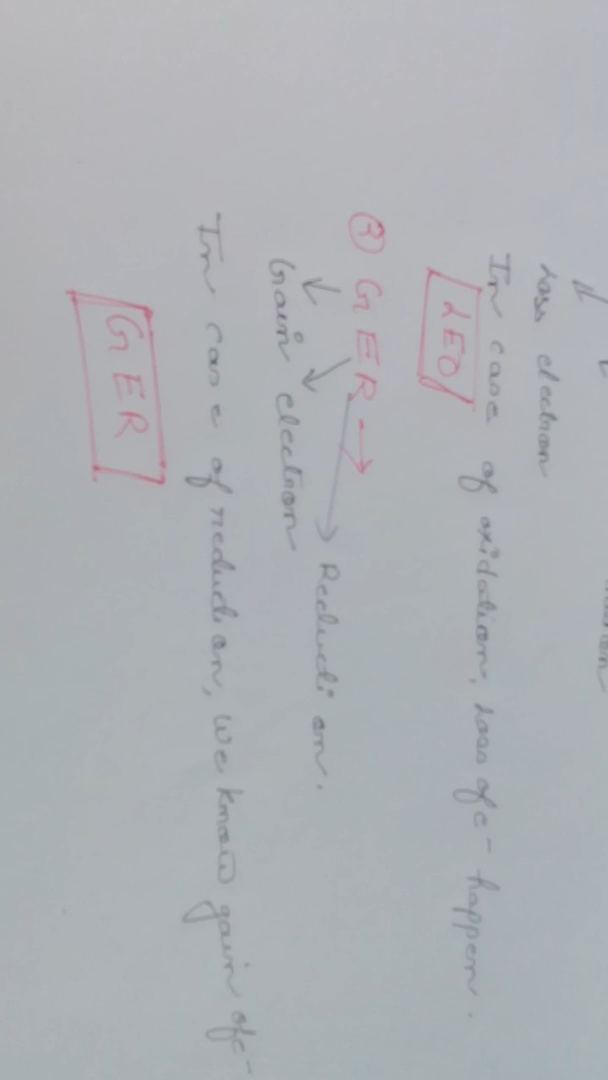 Loss electron
In case of oxidation, Loss of e- happen.
LEO
② GER →
Gain electron
Reduction.
In case of reduction, we know gain of e-
GER